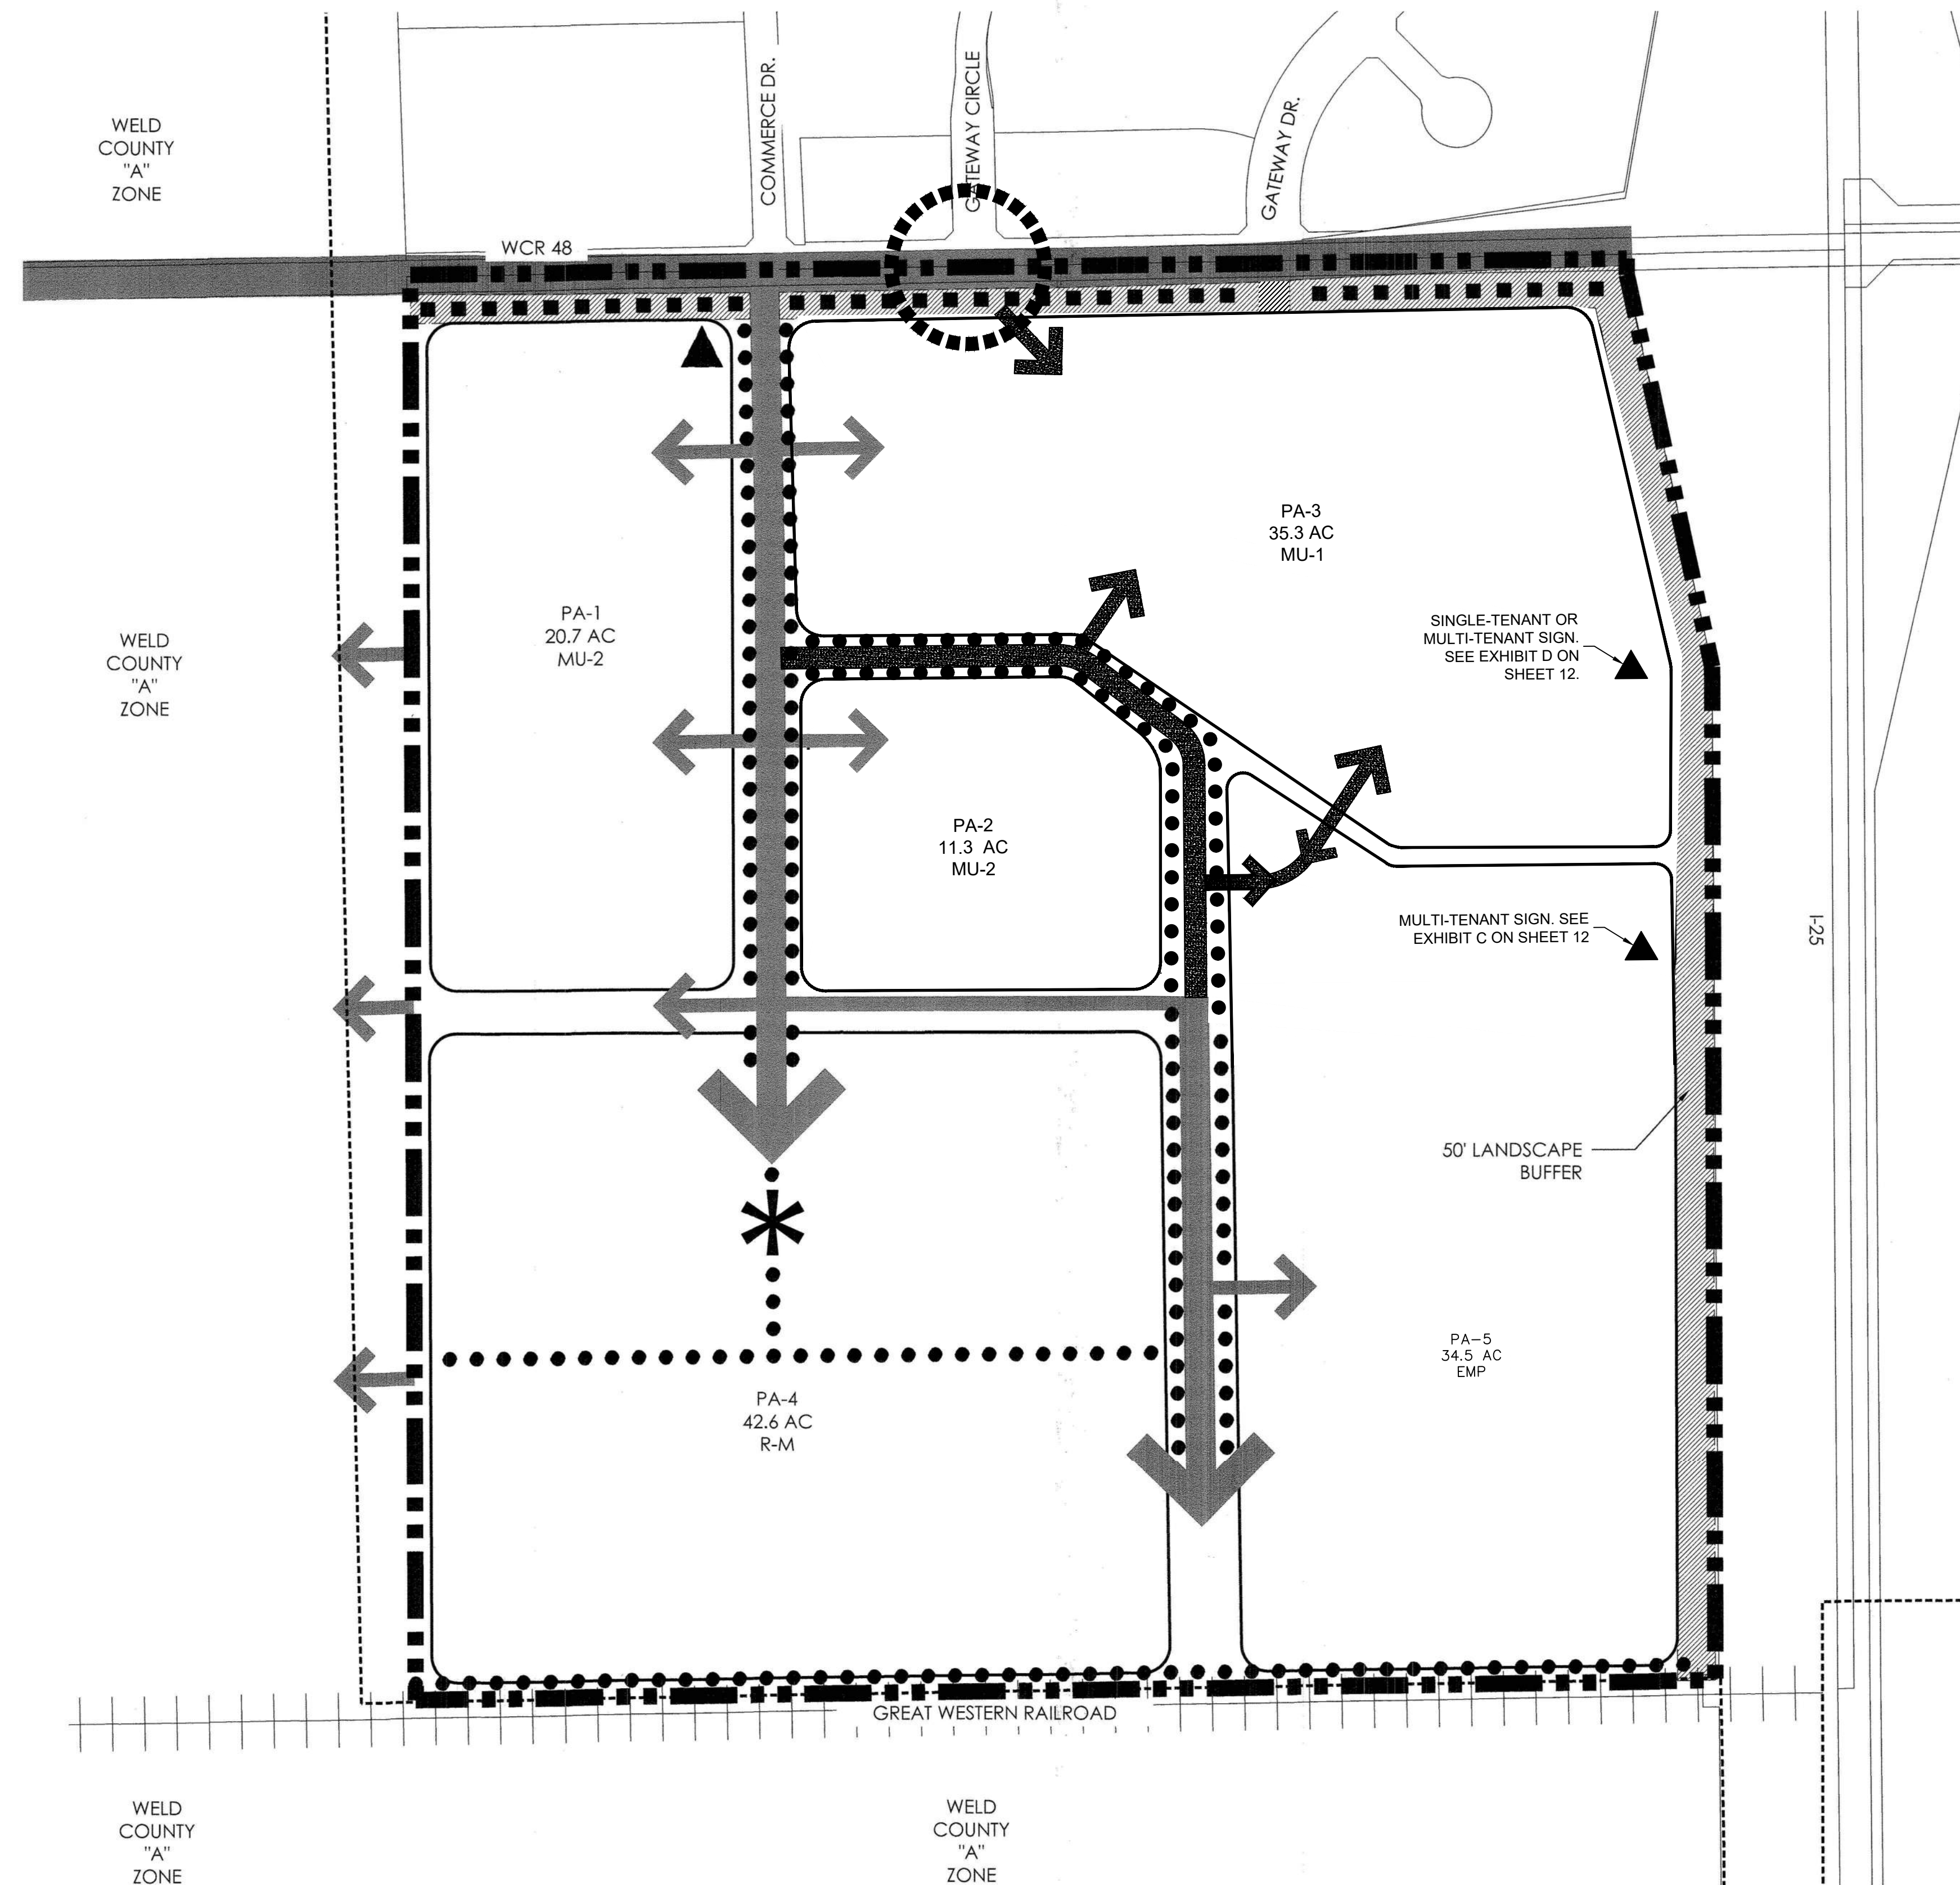 COMMERCE DR.
GATEWAY CIRCLE
GATEWAY DR.
WELD
COUNTY
"A"
ZONE
WCR 48
PA-3
35.3 AC
MU-1
PA-1
20.7 AC
MU-2
WELD
COUNTY
"A"
ZONE
SINGLE-TENANT OR
MULTI-TENANT SIGN.
SEE EXHIBIT D ON
SHEET 12.
PA-2
11.3 AC
MU-2
MULTI-TENANT SIGN. SEE
EXHIBIT C ON SHEET 12
I-25
50' LANDSCAPE
BUFFER
PA-5
34.5 AC
EMP
PA-4
42.6 AC
R-M
GREAT WESTERN RAILROAD
WELD
COUNTY
"A"
ZONE
WELD
COUNTY
"A"
ZONE